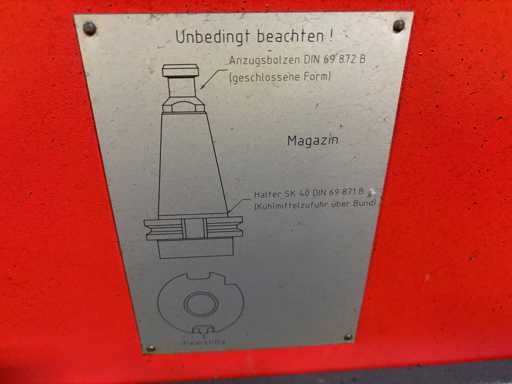 Unbedingt beachten !
Anzugsbolzen DIN 69 872 B
(geschlossene Form)
Magazin
Halter SK 40 DIN 69 871 B
(Kühlmittelzufuhr über Bund)